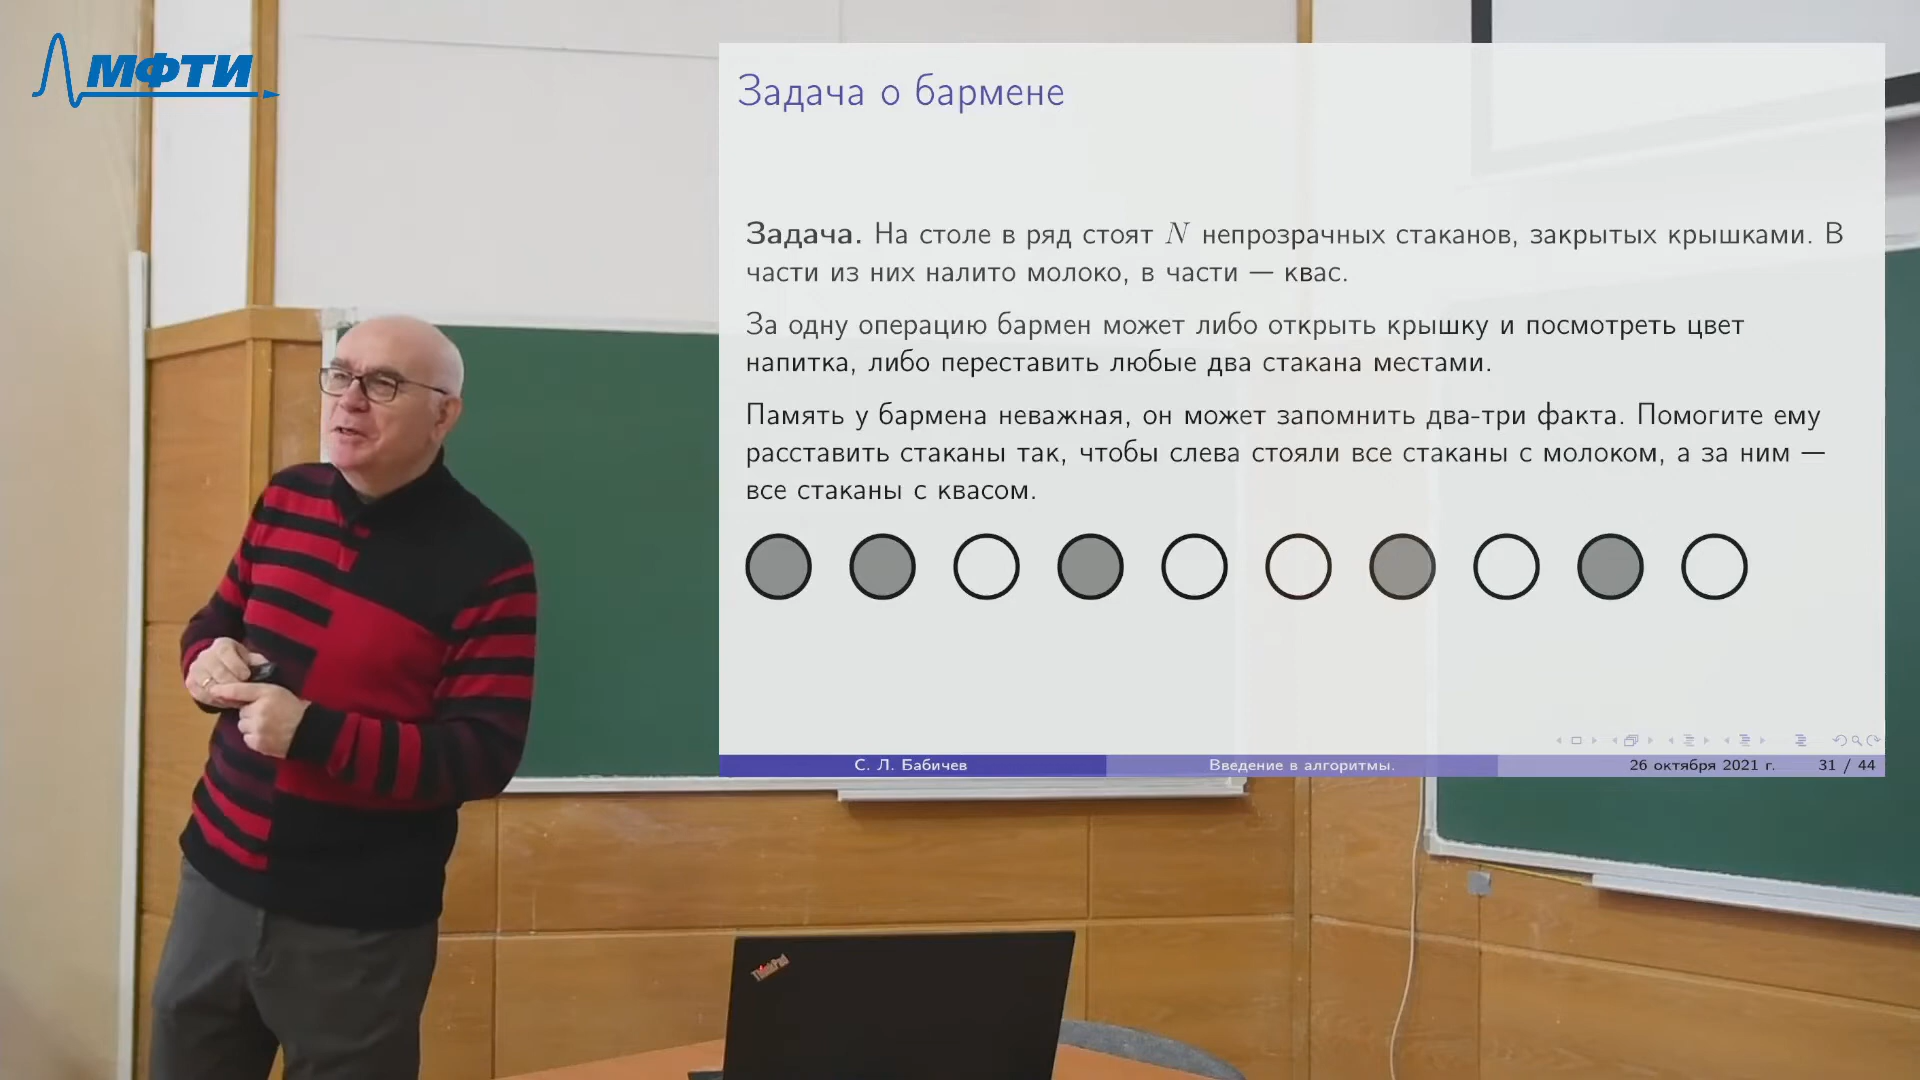 МФТИ
Задача о бармене
Задача. На столе в ряд стоят N непрозрачных стаканов, закрытых крышками. В
части из них налито молоко, в части — квас.
За одну операцию бармен может либо открыть крышку и посмотреть цвет
напитка, либо переставить любые два стакана местами.
Память у бармена неважная, он может запомнить два-три факта. Помогите ему
расставить стаканы так, чтобы слева стояли все стаканы с молоком, а за ним —
все стаканы с квасом.
С. Л. Бабичев Введение в алгоритмы. 26 октября 2021 г. 31 / 44
ThinkPad